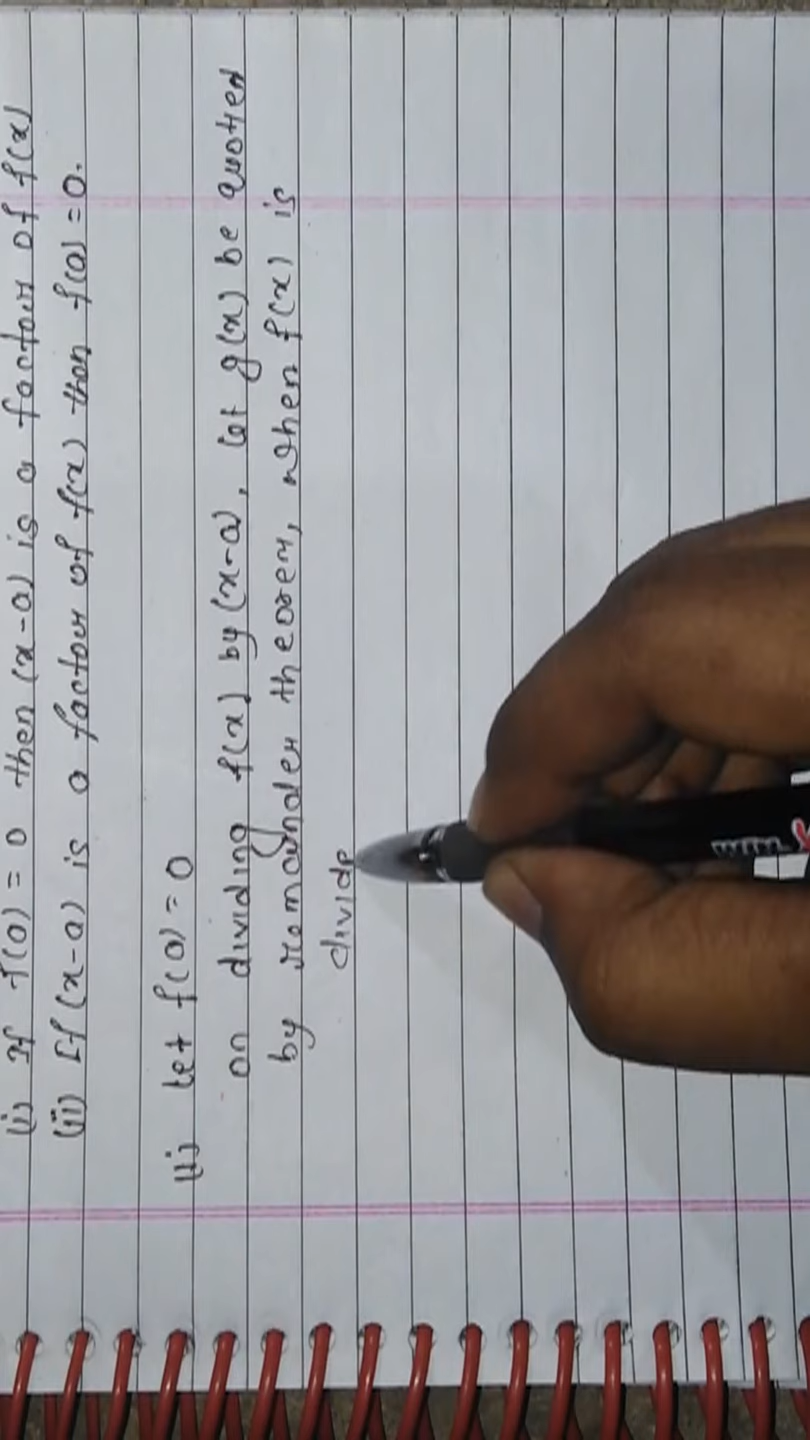 (i) If f(a) = 0 then (x-a) is a factor of f(x)
(ii) If (x-a) is a factor of f(x) then f(a) = 0.
(i) let f(a) = 0
on dividing f(x) by (x-a), let g(x) be quotien
by remainder theorem, when f(x) is
divide